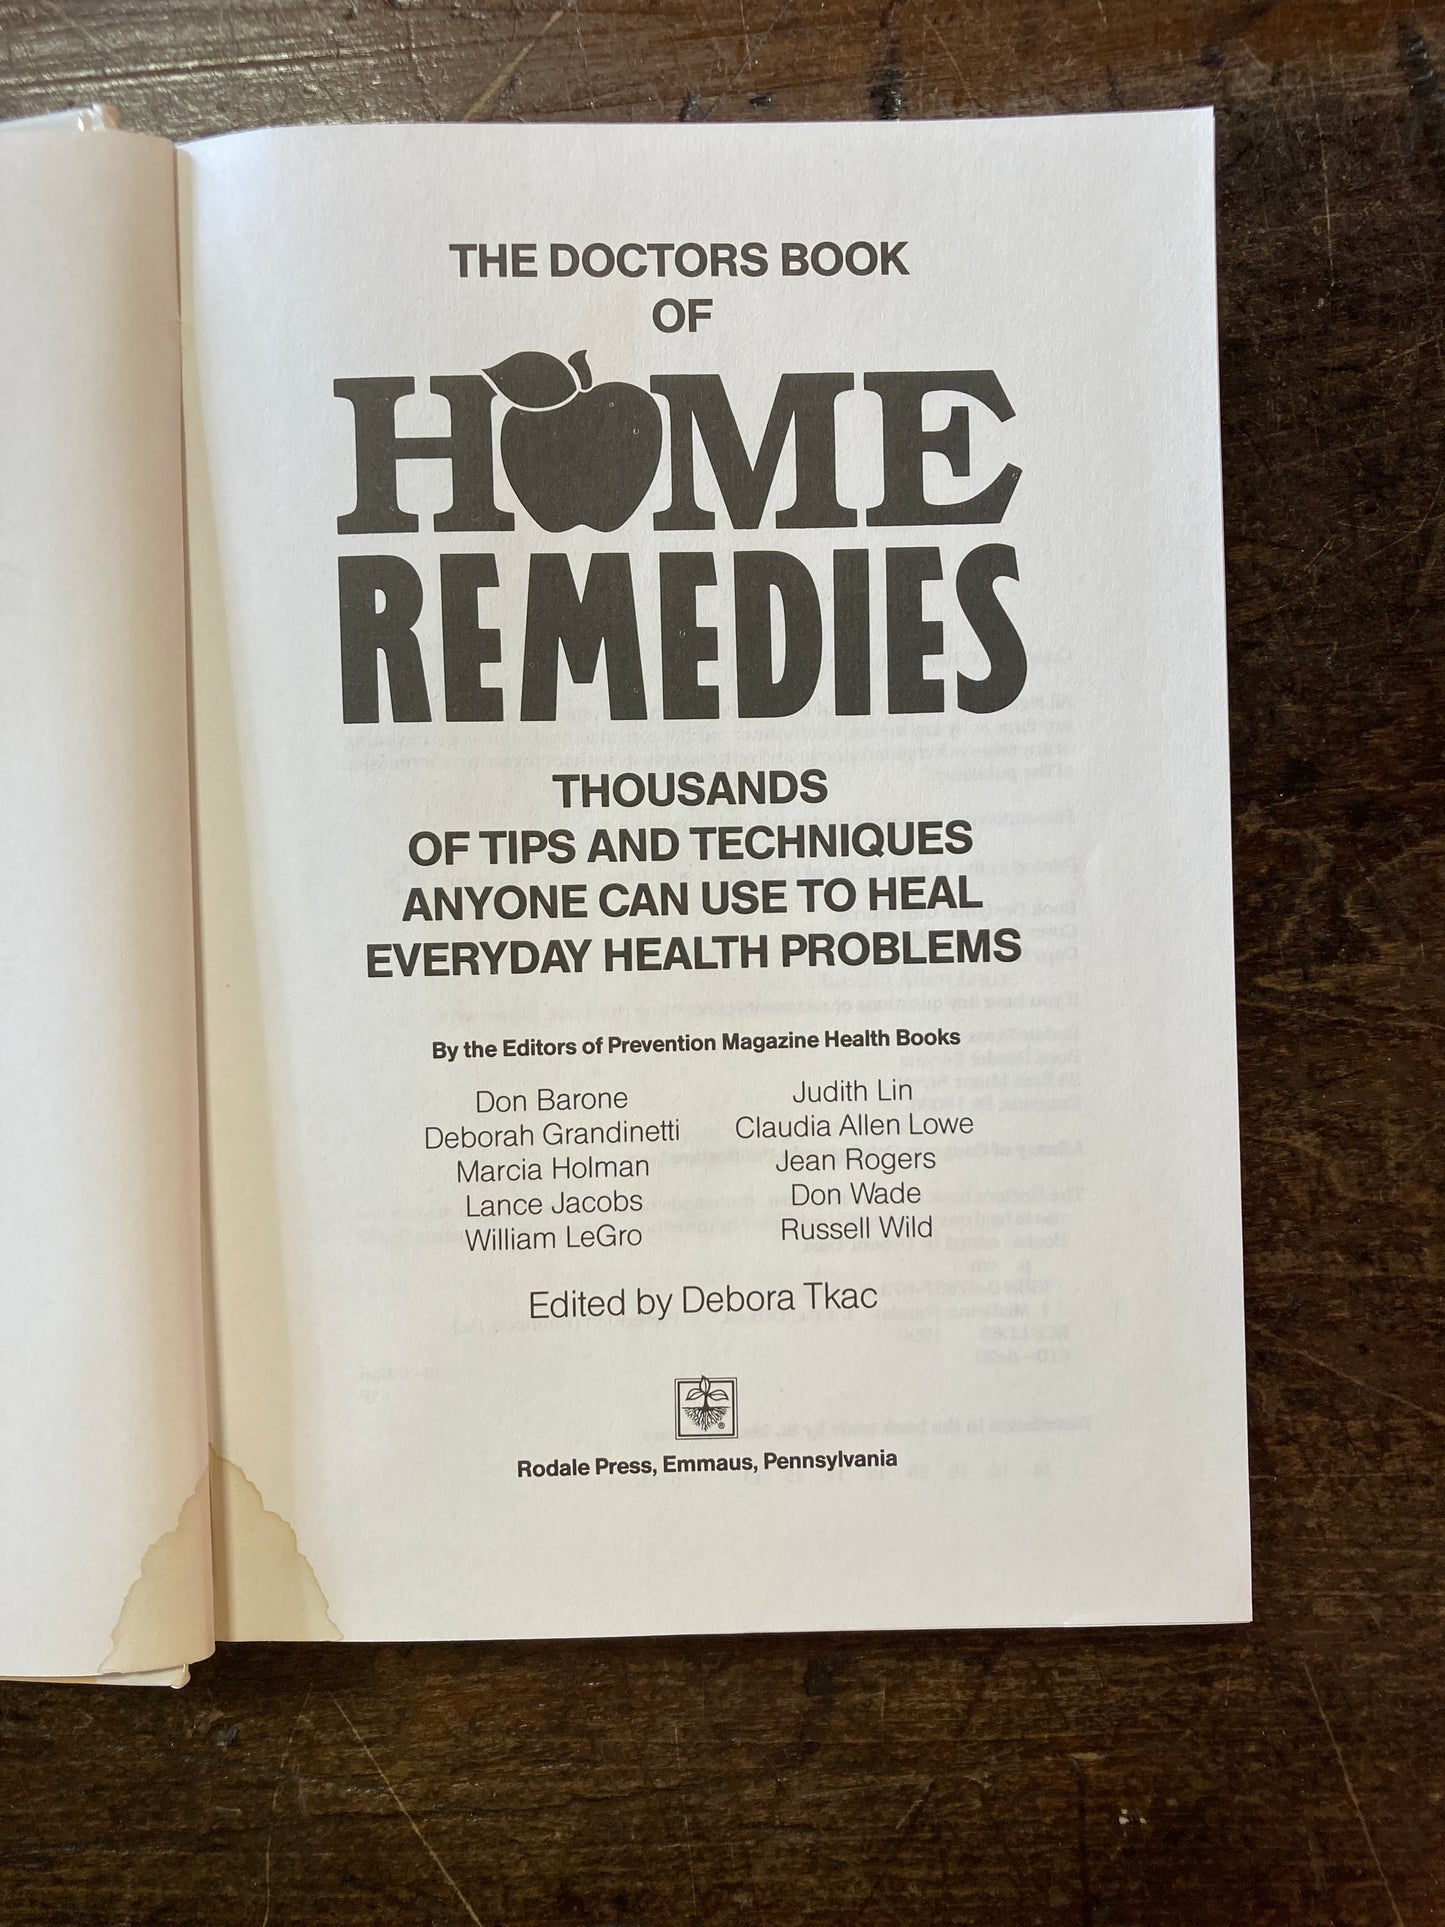 THE DOCTORS BOOK
OF
HOME
REMEDIES
THOUSANDS
OF TIPS AND TECHNIQUES
ANYONE CAN USE TO HEAL
EVERYDAY HEALTH PROBLEMS
By the Editors of Prevention Magazine Health Books
Don Barone
Deborah Grandinetti
Marcia Holman
Lance Jacobs
William LeGro
Judith Lin
Claudia Allen Lowe
Jean Rogers
Don Wade
Russell Wild
Edited by Debora Tkac
®
Rodale Press, Emmaus, Pennsylvania